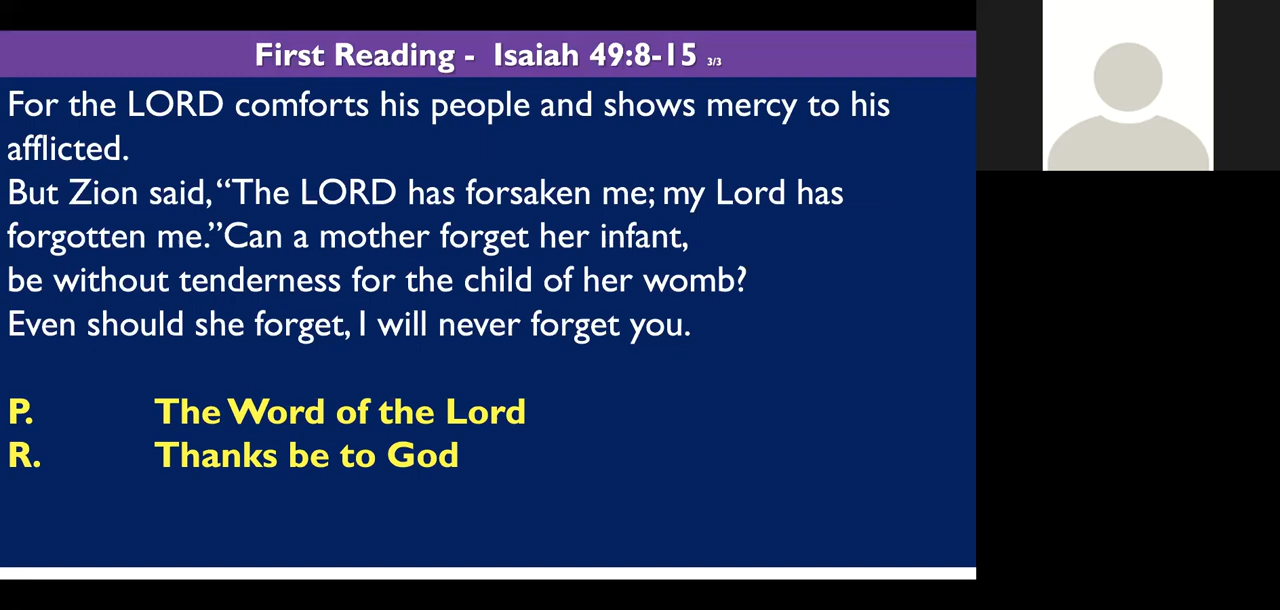 First Reading - Isaiah 49:8-15 3/3
For the LORD comforts his people and shows mercy to his
afflicted.
But Zion said, “The LORD has forsaken me; my Lord has
forgotten me.”Can a mother forget her infant,
be without tenderness for the child of her womb?
Even should she forget, I will never forget you.
P. The Word of the Lord
R. Thanks be to God